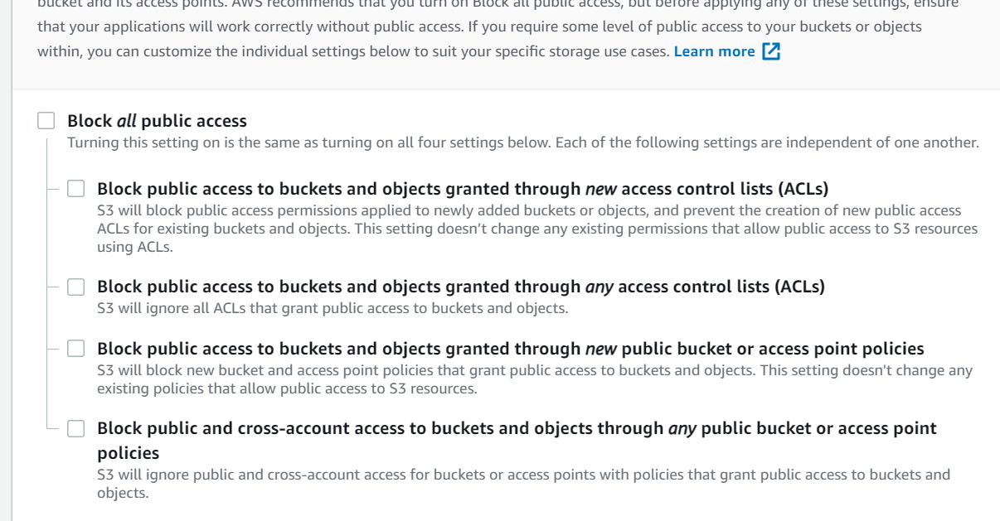 bucket and its access points. AWS recommends that you turn on Block all public access, but before applying any of these settings, ensure
that your applications will work correctly without public access. If you require some level of public access to your buckets or objects
within, you can customize the individual settings below to suit your specific storage use cases. Learn more
Block all public access
Turning this setting on is the same as turning on all four settings below. Each of the following settings are independent of one another.
Block public access to buckets and objects granted through new access control lists (ACLs)
S3 will block public access permissions applied to newly added buckets or objects, and prevent the creation of new public access
ACLs for existing buckets and objects. This setting doesn’t change any existing permissions that allow public access to S3 resources
using ACLs.
Block public access to buckets and objects granted through any access control lists (ACLs)
S3 will ignore all ACLs that grant public access to buckets and objects.
Block public access to buckets and objects granted through new public bucket or access point policies
S3 will block new bucket and access point policies that grant public access to buckets and objects. This setting doesn't change any
existing policies that allow public access to S3 resources.
Block public and cross-account access to buckets and objects through any public bucket or access point
policies
S3 will ignore public and cross-account access for buckets or access points with policies that grant public access to buckets and
objects.